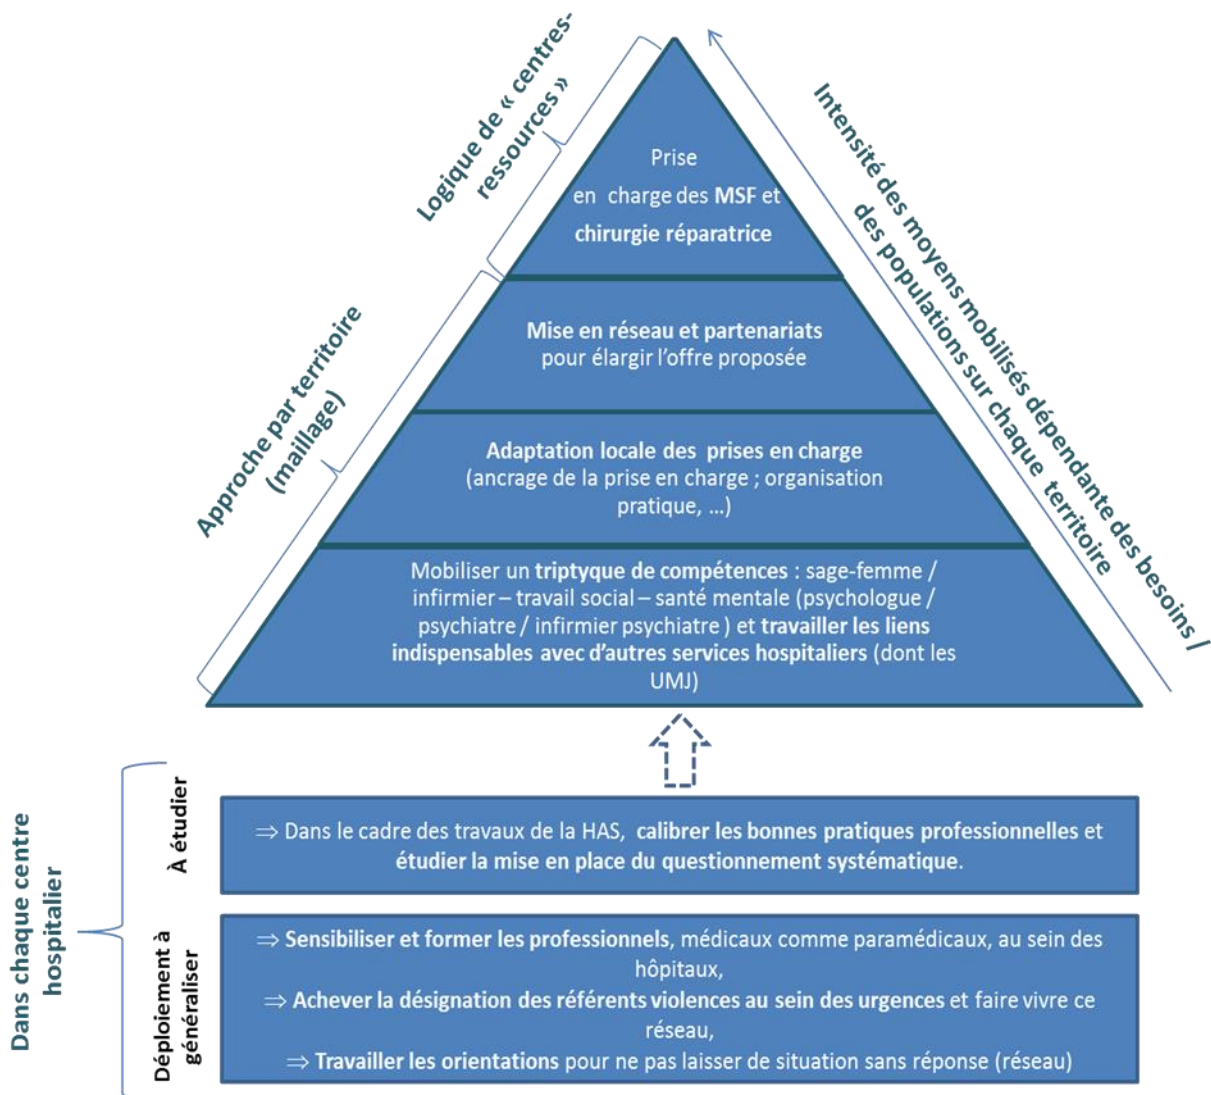 Logique de « centres-
ressources »
Prise
en charge des MSF et
chirurgie réparatrice
Intensité des moyens mobilisés dépendante des besoins /
des populations sur chaque territoire
Approche par territoire
(maillage)
Mise en réseau et partenariats
pour élargir l'offre proposée
Adaptation locale des prises en charge
(ancrage de la prise en charge ; organisation
pratique, ...)
Mobiliser un triptyque de compétences : sage-femme /
infirmier – travail social – santé mentale (psychologue /
psychiatre / infirmier psychiatre ) et travailler les liens
indispensables avec d'autres services hospitaliers (dont les
UMJ)
Dans chaque centre
hospitalier
À étudier
⇒ Dans le cadre des travaux de la HAS, calibrer les bonnes pratiques professionnelles et
étudier la mise en place du questionnement systématique.
Déploiement à
généraliser
⇒ Sensibiliser et former les professionnels, médicaux comme paramédicaux, au sein des
hôpitaux,
⇒ Achever la désignation des référents violences au sein des urgences et faire vivre ce
réseau,
⇒ Travailler les orientations pour ne pas laisser de situation sans réponse (réseau)